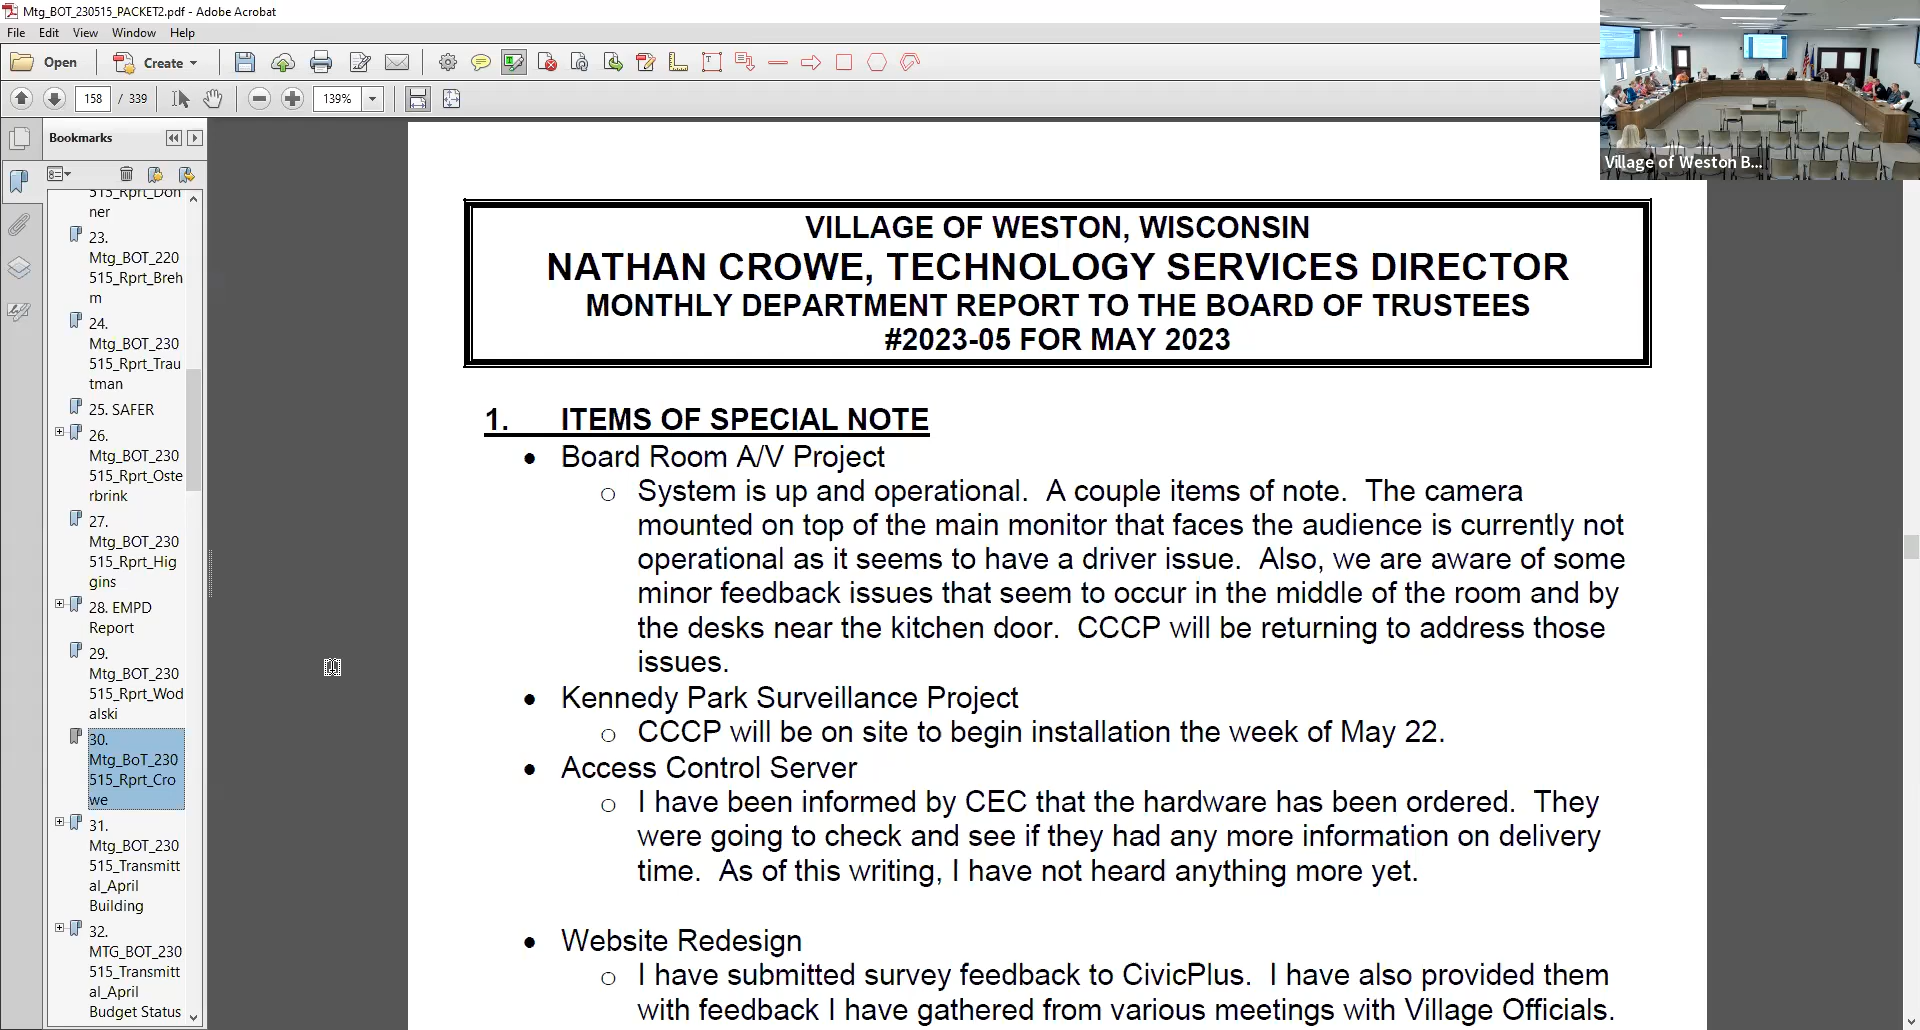 Mtg_BOT_230515_PACKET2.pdf - Adobe Acrobat
File Edit View Window Help
Open
Create
158 / 339
139%
Bookmarks
515_Rprt_Don
ner
23.
Mtg_BOT_220
515_Rprt_Breh
m
24.
Mtg_BOT_230
515_Rprt_Trau
tman
25. SAFER
26.
Mtg_BOT_230
515_Rprt_Oste
rbrink
27.
Mtg_BOT_230
515_Rprt_Hig
gins
28. EMPD
Report
29.
Mtg_BOT_230
515_Rprt_Wod
alski
30.
Mtg_BoT_230
515_Rprt_Cro
we
31.
Mtg_BOT_230
515_Transmitt
al_April
Building
32.
MTG_BOT_230
515_Transmitt
al_April
Budget Status
Village of Weston B...
VILLAGE OF WESTON, WISCONSIN
NATHAN CROWE, TECHNOLOGY SERVICES DIRECTOR
MONTHLY DEPARTMENT REPORT TO THE BOARD OF TRUSTEES
#2023-05 FOR MAY 2023
1. ITEMS OF SPECIAL NOTE
• Board Room A/V Project
o System is up and operational. A couple items of note. The camera
mounted on top of the main monitor that faces the audience is currently not
operational as it seems to have a driver issue. Also, we are aware of some
minor feedback issues that seem to occur in the middle of the room and by
the desks near the kitchen door. CCCP will be returning to address those
issues.
• Kennedy Park Surveillance Project
o CCCP will be on site to begin installation the week of May 22.
• Access Control Server
o I have been informed by CEC that the hardware has been ordered. They
were going to check and see if they had any more information on delivery
time. As of this writing, I have not heard anything more yet.
• Website Redesign
o I have submitted survey feedback to CivicPlus. I have also provided them
with feedback I have gathered from various meetings with Village Officials.